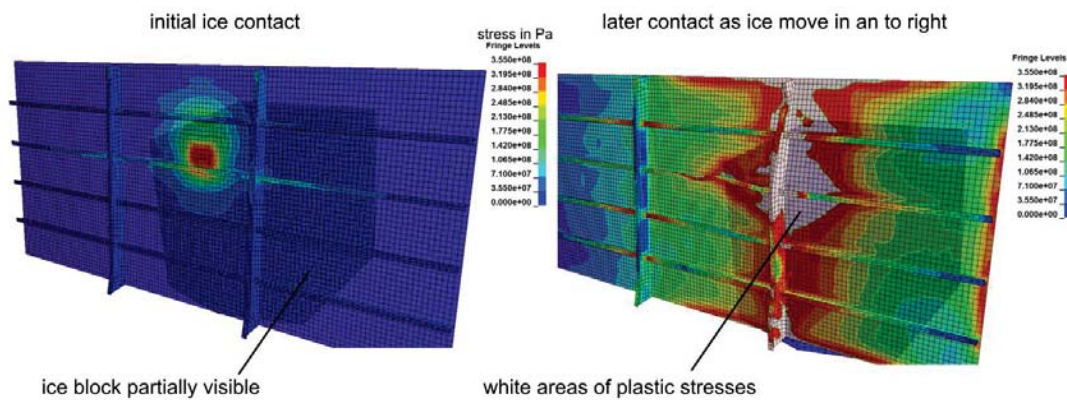 initial ice contact
later contact as ice move in an to right
stress in Pa
Fringe Levels
3.550e+08
3.195e+08
2.840e+08
2.485e+08
2.130e+08
1.775e+08
1.420e+08
1.065e+08
7.100e+07
3.550e+07
0.000e+00
Fringe Levels
3.550e+08
3.195e+08
2.840e+08
2.485e+08
2.130e+08
1.775e+08
1.420e+08
1.065e+08
7.100e+07
3.550e+07
0.000e+00
ice block partially visible
white areas of plastic stresses